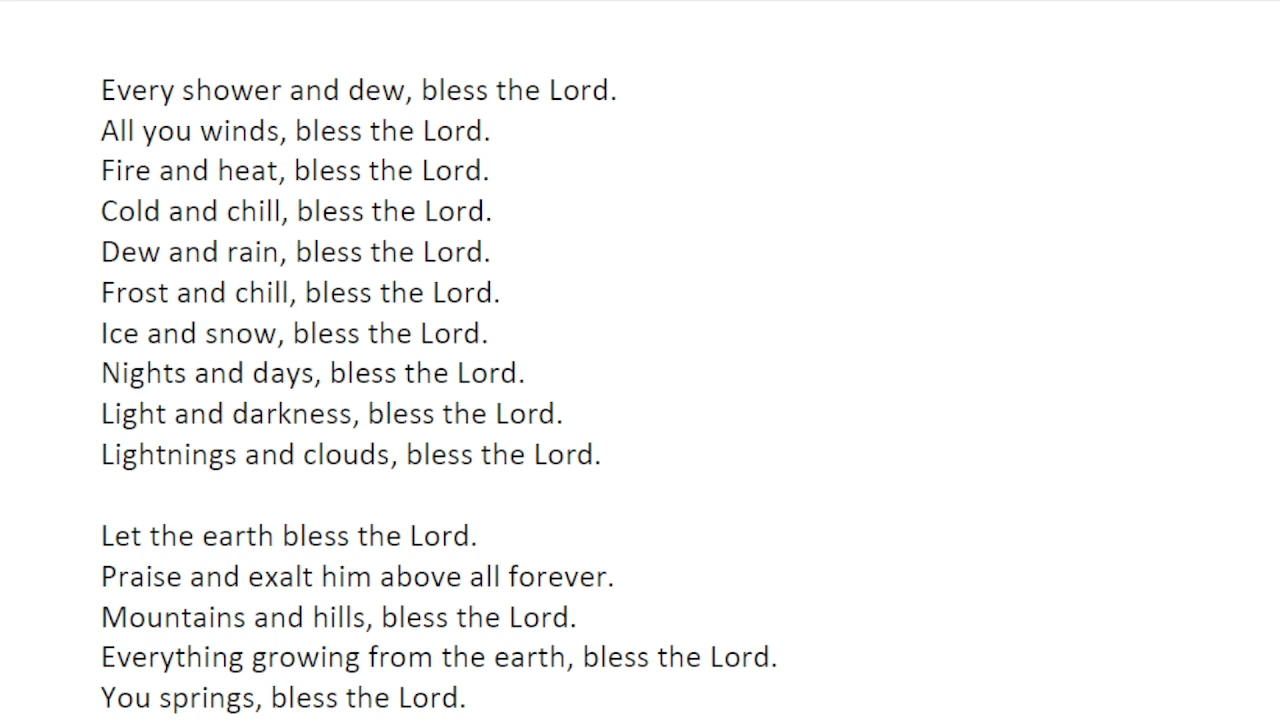 Every shower and dew, bless the Lord.
All you winds, bless the Lord.
Fire and heat, bless the Lord.
Cold and chill, bless the Lord.
Dew and rain, bless the Lord.
Frost and chill, bless the Lord.
Ice and snow, bless the Lord.
Nights and days, bless the Lord.
Light and darkness, bless the Lord.
Lightnings and clouds, bless the Lord.

Let the earth bless the Lord.
Praise and exalt him above all forever.
Mountains and hills, bless the Lord.
Everything growing from the earth, bless the Lord.
You springs, bless the Lord.